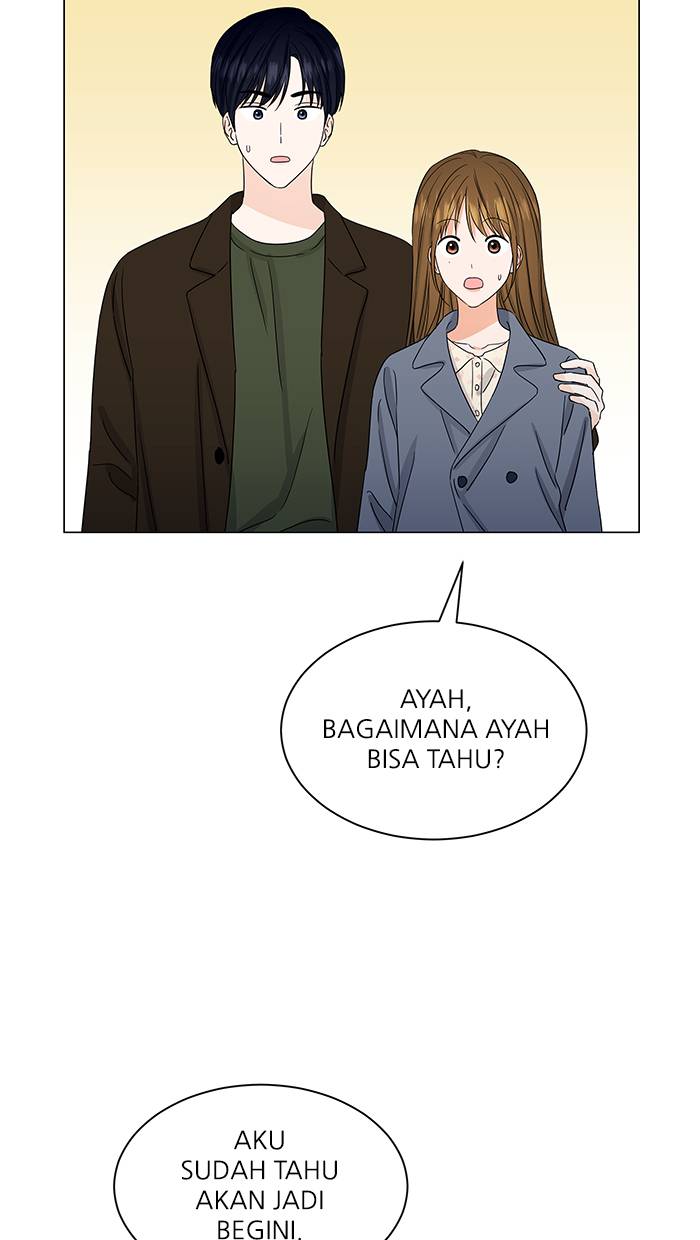 AYAH,
BAGAIMANA AYAH
BISA TAHU?
AKU
SUDAH TAHU
AKAN JADI
BEGINI.